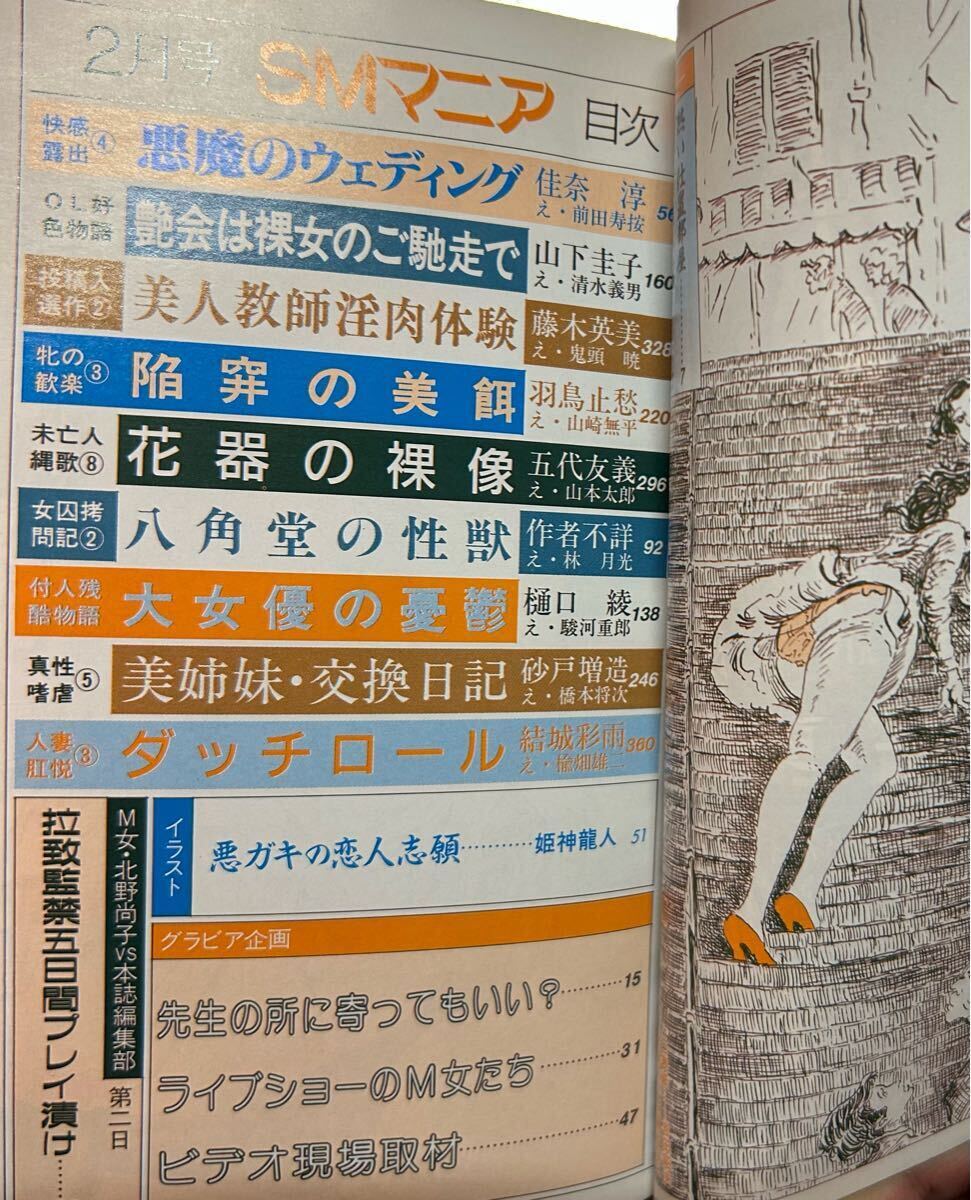 2月号 SMマニア 目次
快感露出④ 悪魔のウェディング 佳奈 淳 え・前田寿按 56
OL好色物語 艶会は裸女のご馳走で 山下圭子 え・清水義男 160
投稿入選作② 美人教師淫肉体験 藤木英美 え・鬼頭 暁 328
牝の歓楽③ 陥穽の美餌 羽鳥止愁 え・山崎無平 220
未亡人縄歌⑧ 花器の裸像 五代友義 え・山本太郎 296
女囚拷問記② 八角堂の性獣 作者不詳 え・林 月光 92
付人残酷物語 大女優の憂鬱 樋口 綾 え・駿河重郎 138
真性嗜虐⑤ 美姉妹・交換日記 砂戸増造 え・橋本将次 246
人妻肛悦③ ダッチロール 結城彩雨 え・楡畑雄二 360
イラスト
悪ガキの恋人志願………… 姫神龍人 51
グラビア企画
先生の所に寄ってもいい？………… 15
ライブショーのM女たち………… 31
ビデオ現場取材………… 47
M女・北野尚子vs本誌編集部 第二日
拉致監禁五日間プレイ漬け……